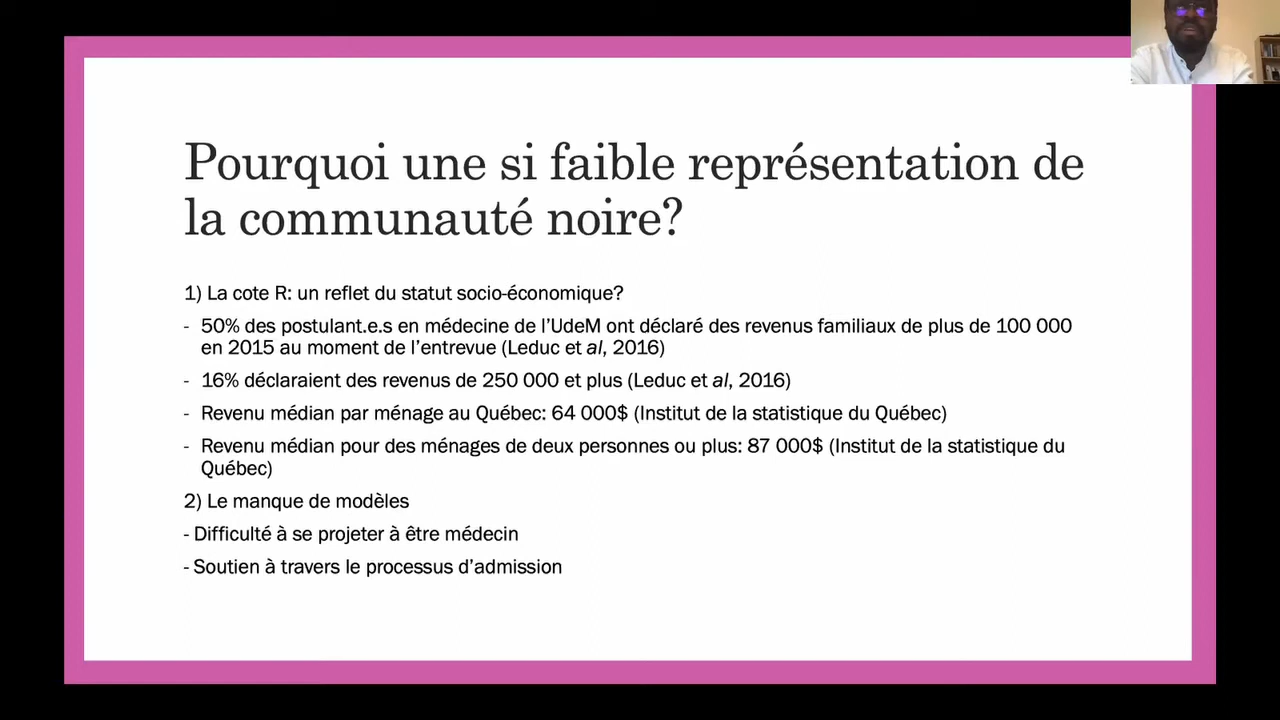 Pourquoi une si faible représentation de
la communauté noire?
1) La cote R: un reflet du statut socio-économique?
- 50% des postulant.e.s en médecine de l'UdeM ont déclaré des revenus familiaux de plus de 100 000
en 2015 au moment de l'entrevue (Leduc et al, 2016)
- 16% déclaraient des revenus de 250 000 et plus (Leduc et al, 2016)
- Revenu médian par ménage au Québec: 64 000$ (Institut de la statistique du Québec)
- Revenu médian pour des ménages de deux personnes ou plus: 87 000$ (Institut de la statistique du
Québec)
2) Le manque de modèles
- Difficulté à se projeter à être médecin
- Soutien à travers le processus d'admission